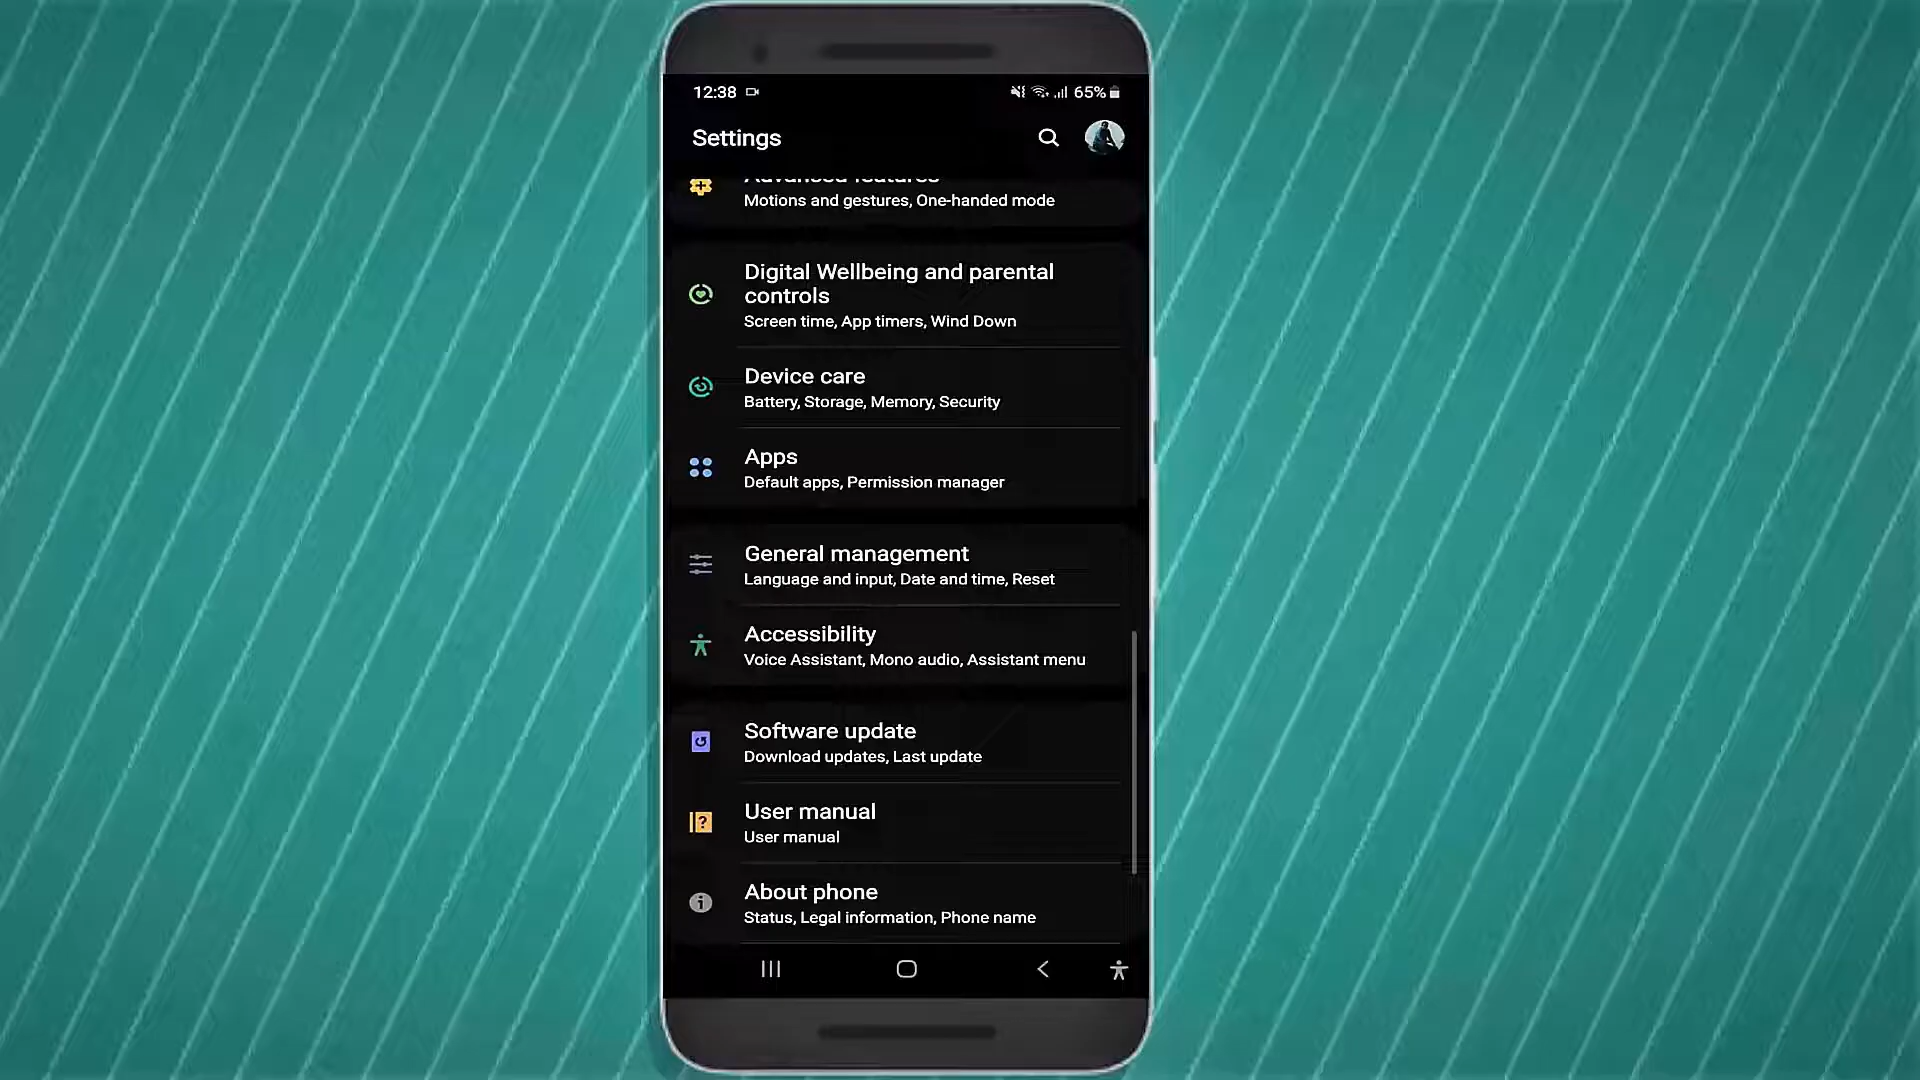 12:38
65%
Settings
Advanced features
Motions and gestures, One-handed mode
Digital Wellbeing and parental
controls
Screen time, App timers, Wind Down
Device care
Battery, Storage, Memory, Security
Apps
Default apps, Permission manager
General management
Language and input, Date and time, Reset
Accessibility
Voice Assistant, Mono audio, Assistant menu
Software update
Download updates, Last update
User manual
User manual
About phone
Status, Legal information, Phone name